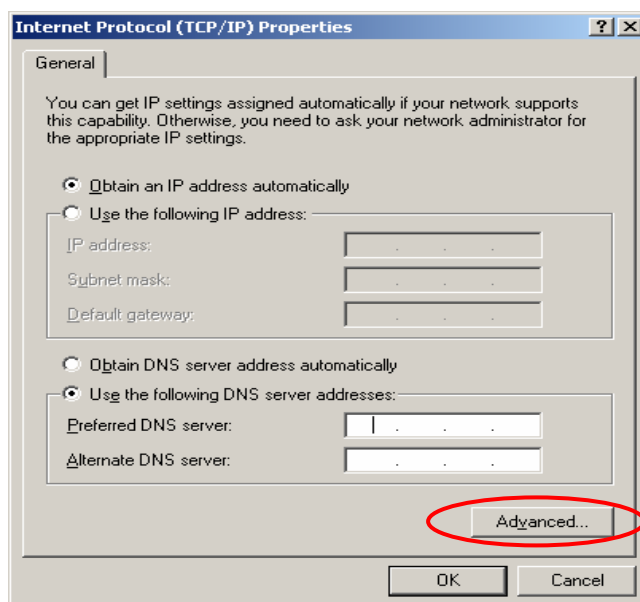 Internet Protocol (TCP/IP) Properties
General
You can get IP settings assigned automatically if your network supports
this capability. Otherwise, you need to ask your network administrator for
the appropriate IP settings.
Obtain an IP address automatically
Use the following IP address:
IP address:
Subnet mask:
Default gateway:
Obtain DNS server address automatically
Use the following DNS server addresses:
Preferred DNS server:
Alternate DNS server:
Advanced...
OK Cancel